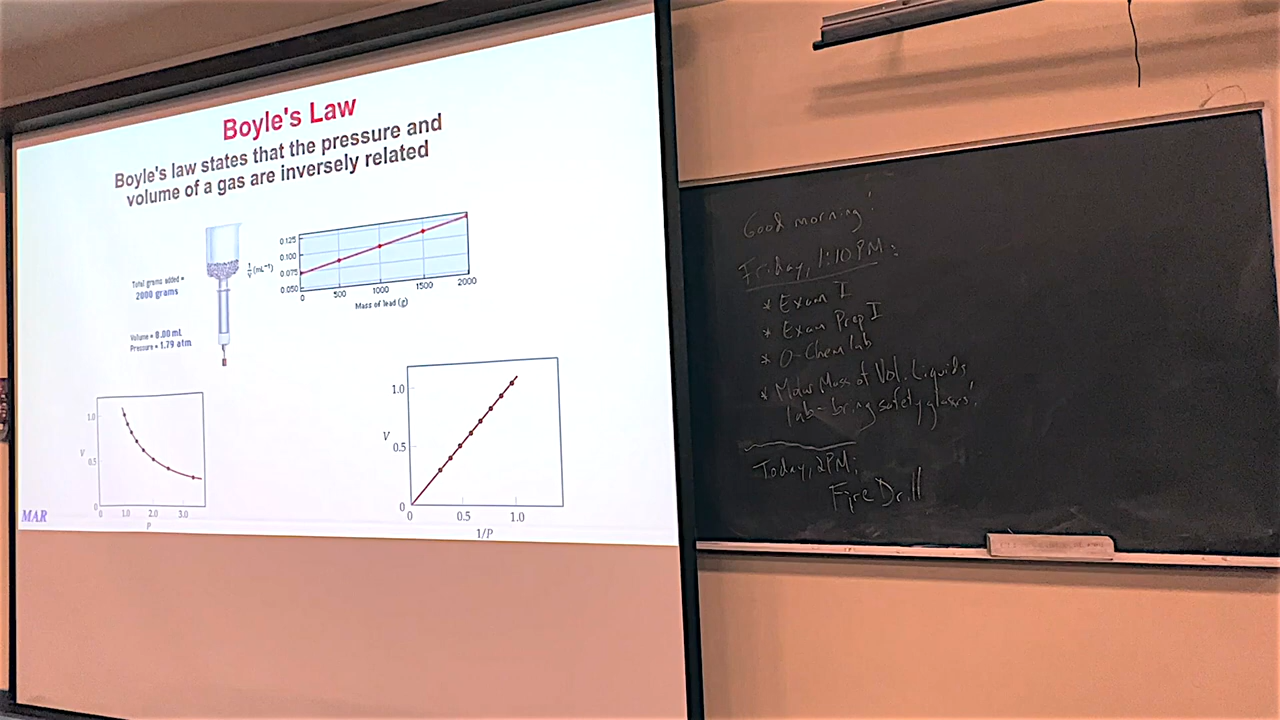 Boyle's Law
Boyle's law states that the pressure and
volume of a gas are inversely related
Total grams added =
2000 grams
Volume = 8.00 mL
Pressure = 1.79 atm
1/V (mL⁻¹)
0.125
0.100
0.075
0.050
0
500
1000
1500
2000
Mass of lead (g)
1.0
V
0.5
0
0
1.0
2.0
3.0
P
1.0
V
0.5
0
0
0.5
1.0
1/P
MAR
Good morning!
Friday, 1:10 PM:
* Exam I
* Exam Prep I
* O-Chem lab
* Molar Mass of Vol. Liquids
lab - bring safety glasses!
Today, 2PM:
Fire Drill